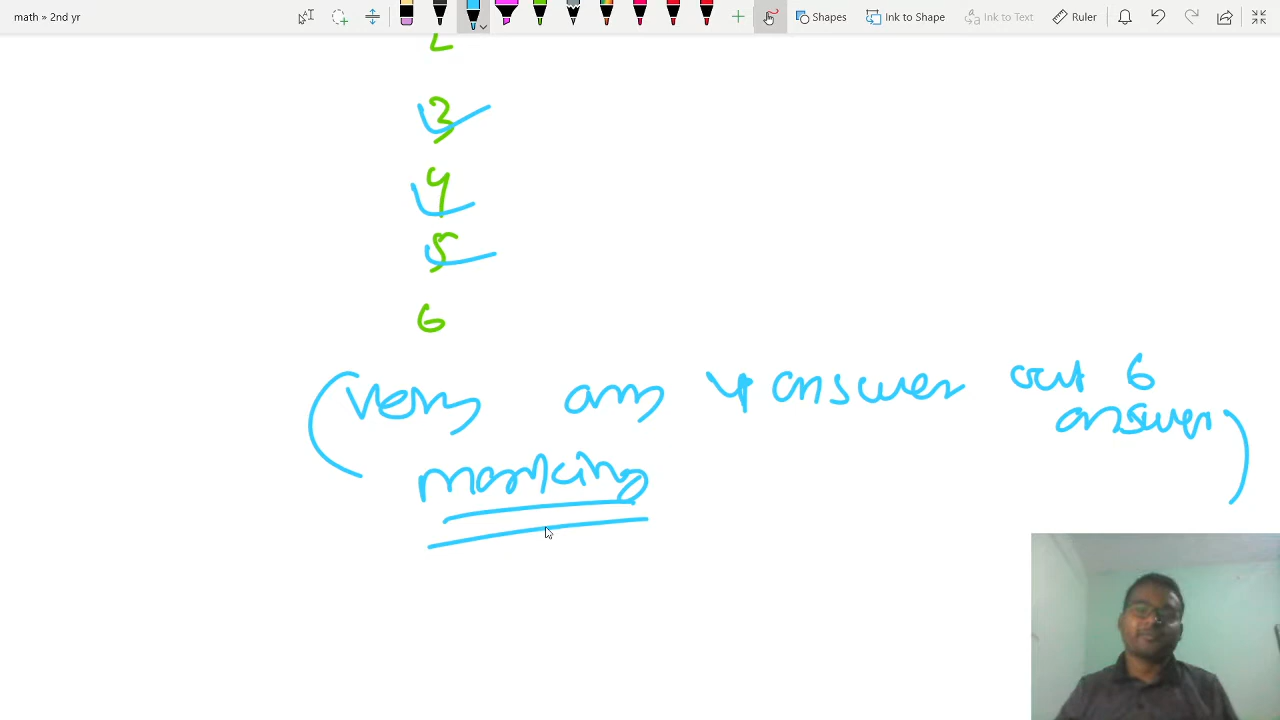 math » 2nd yr
Shapes
Ink to Shape
Ink to Text
Ruler
2
3
4
5
6
(Very any 4 answer out 6
answer)
marking